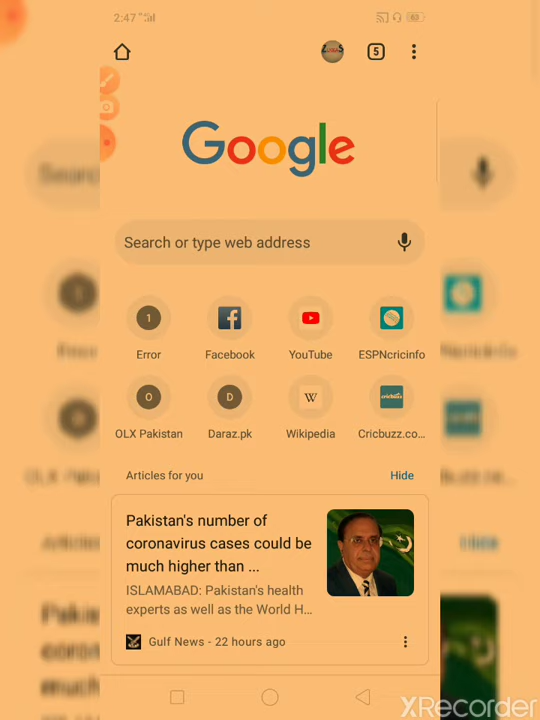 2:47
5
Google
Search or type web address
1
Error
Facebook
YouTube
ESPNcricinfo
O
D
W
cricbuzz
OLX Pakistan
Daraz.pk
Wikipedia
Cricbuzz.co...
Articles for you
Hide
Pakistan's number of
coronavirus cases could be
much higher than ...
ISLAMABAD: Pakistan's health
experts as well as the World H...
Gulf News - 22 hours ago
XRecorder